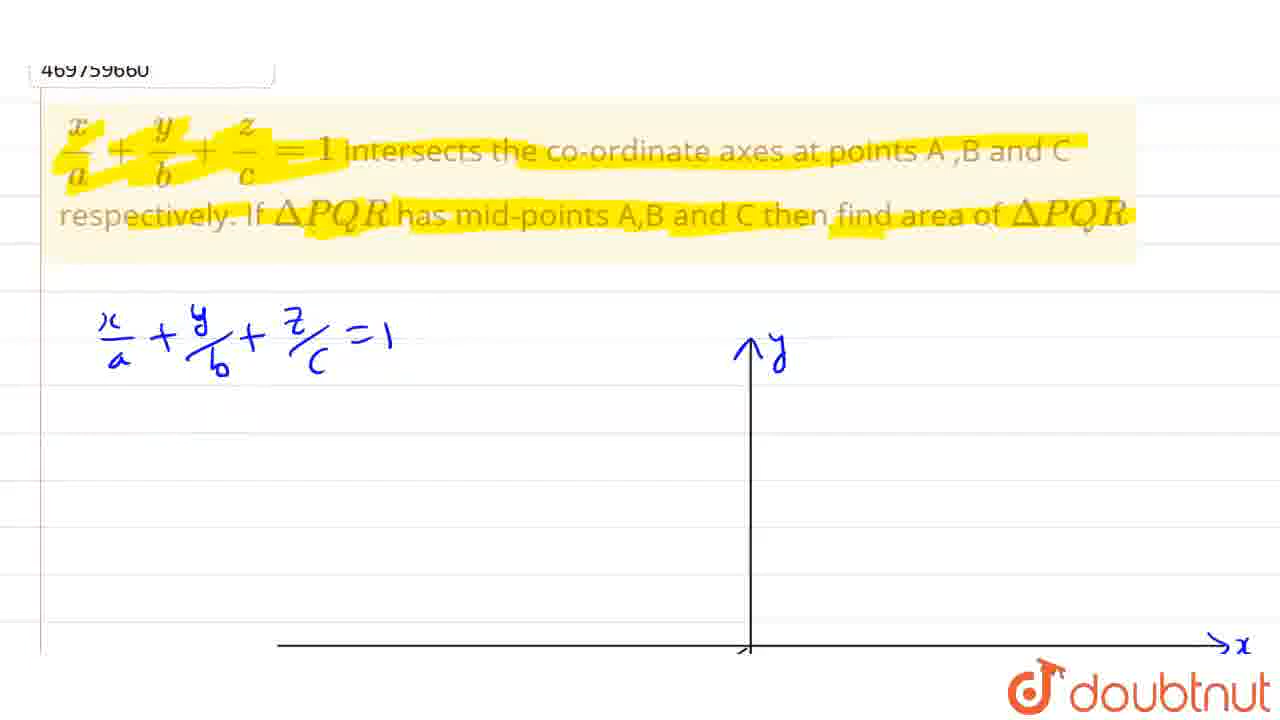 469759660
x/a + y/b + z/c = 1 intersects the co-ordinate axes at points A ,B and C
respectively. If ΔPQR has mid-points A,B and C then find area of ΔPQR
x/a + y/b + z/c = 1
y
x
doubtnut